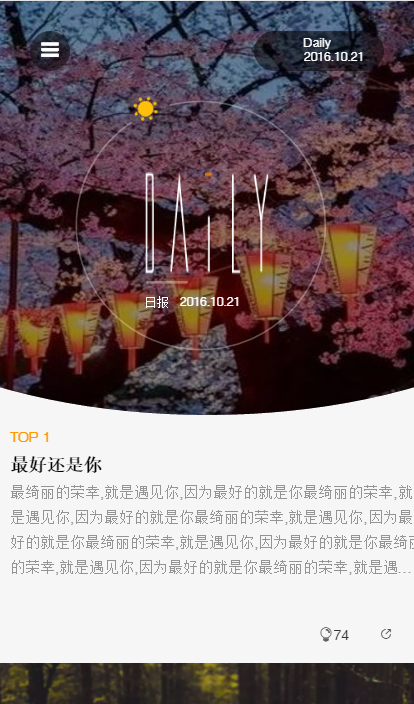 Daily
2016.10.21
DAiLY
日报 2016.10.21
TOP 1
最好还是你
最绮丽的荣幸,就是遇见你,因为最好的就是你最绮丽的荣幸,就
是遇见你,因为最好的就是你最绮丽的荣幸,就是遇见你,因为最
好的就是你最绮丽的荣幸,就是遇见你,因为最好的就是你最绮丽
的荣幸,就是遇见你,因为最好的就是你最绮丽的荣幸,就是遇...
74